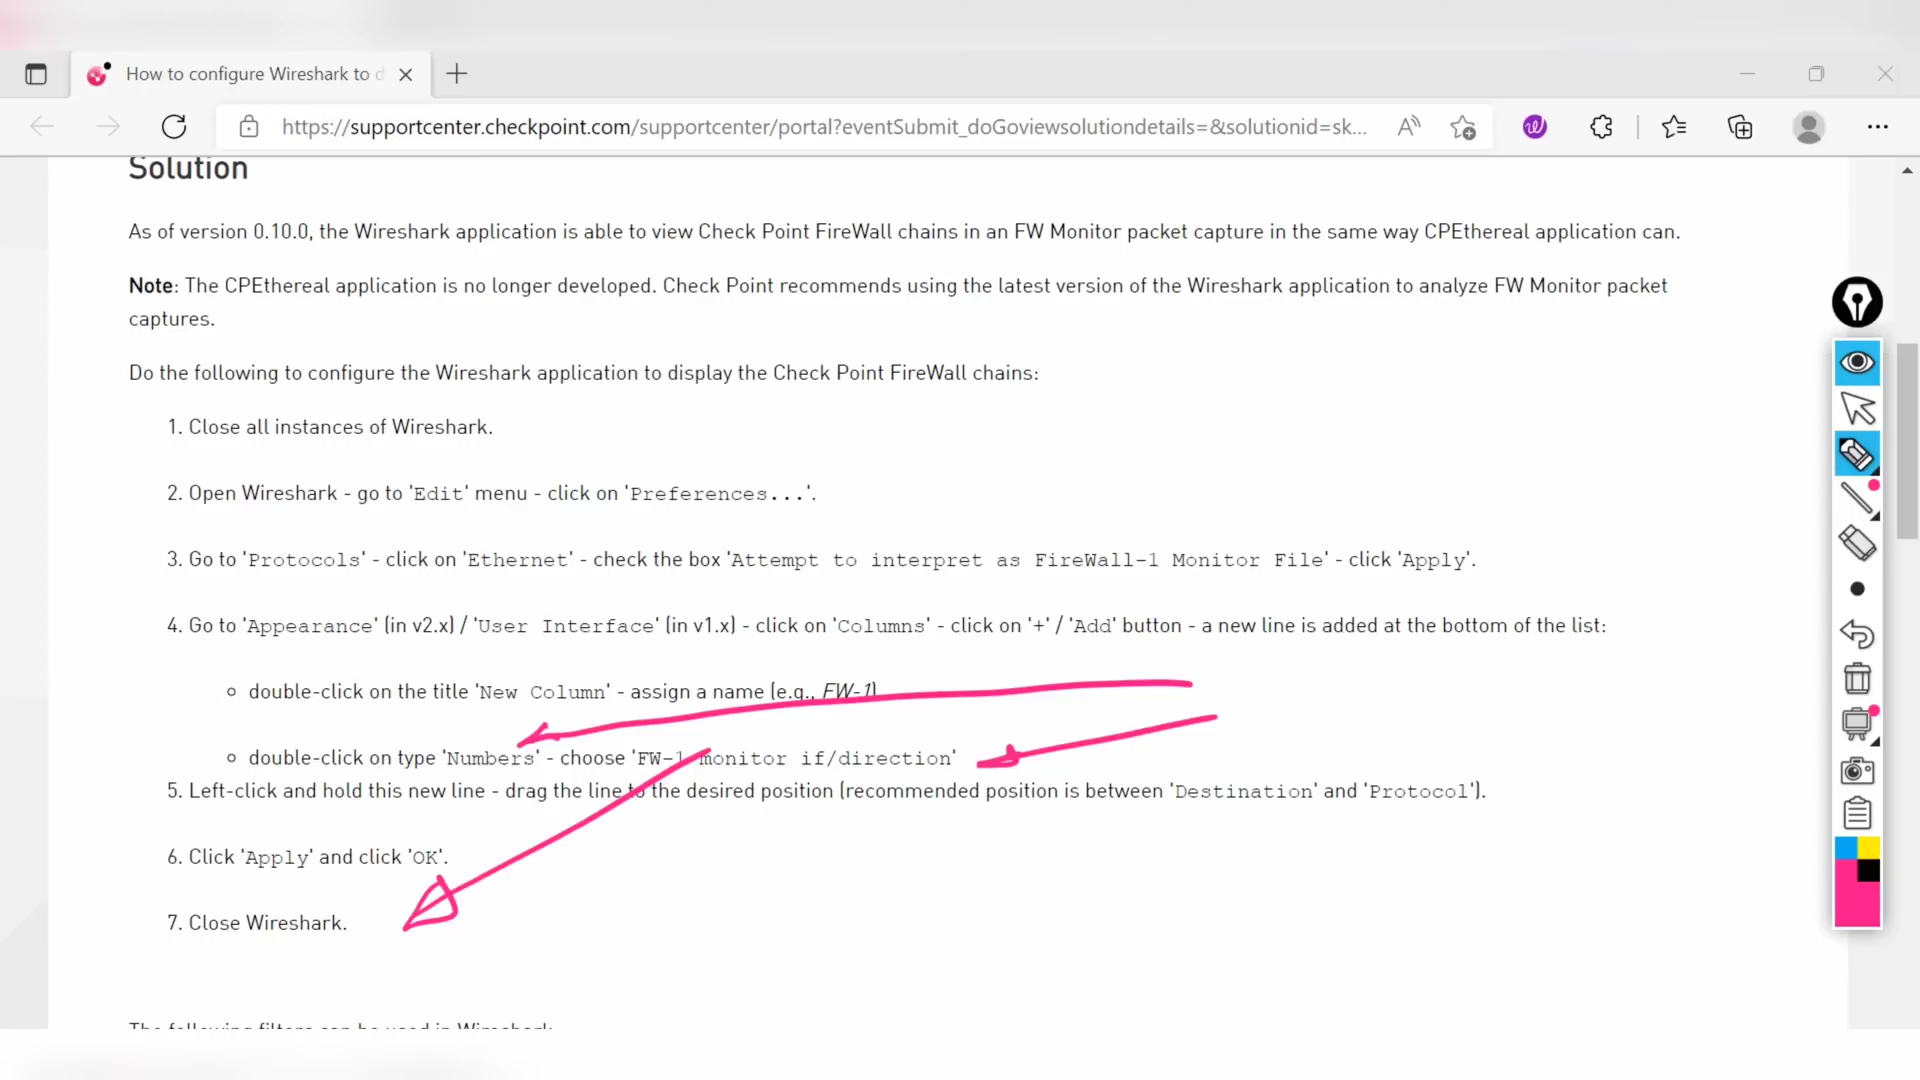 How to configure Wireshark to d
https://supportcenter.checkpoint.com/supportcenter/portal?eventSubmit_doGoviewsolutiondetails=&solutionid=sk...
Solution
As of version 0.10.0, the Wireshark application is able to view Check Point FireWall chains in an FW Monitor packet capture in the same way CPEthereal application can.
Note: The CPEthereal application is no longer developed. Check Point recommends using the latest version of the Wireshark application to analyze FW Monitor packet
captures.
Do the following to configure the Wireshark application to display the Check Point FireWall chains:
1. Close all instances of Wireshark.
2. Open Wireshark - go to 'Edit' menu - click on 'Preferences...'.
3. Go to 'Protocols' - click on 'Ethernet' - check the box 'Attempt to interpret as FireWall-1 Monitor File' - click 'Apply'.
4. Go to 'Appearance' (in v2.x) / 'User Interface' (in v1.x) - click on 'Columns' - click on '+' / 'Add' button - a new line is added at the bottom of the list:
double-click on the title 'New Column' - assign a name (e.g., FW-1)
double-click on type 'Numbers' - choose 'FW-1 monitor if/direction'
5. Left-click and hold this new line - drag the line to the desired position (recommended position is between 'Destination' and 'Protocol').
6. Click 'Apply' and click 'OK'.
7. Close Wireshark.
The following filters can be used in Wireshark